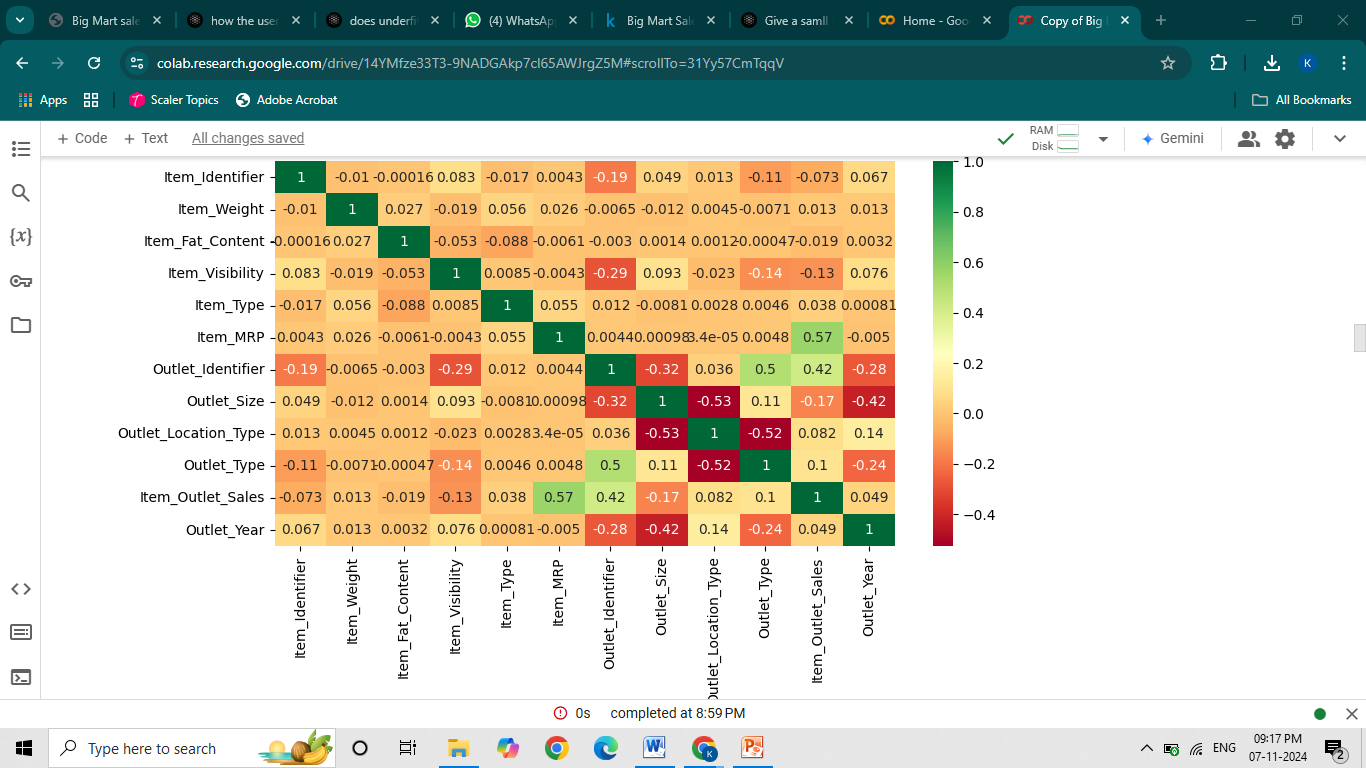 Big Mart sale
how the user
does underfi
(4) WhatsAp
Big Mart Sal
Give a samll
Home - Goo
Copy of Big
colab.research.google.com/drive/14YMfze33T3-9NADGAkp7cl65AWJrgZ5M#scrollTo=31Yy57CmTqqV
K
Apps
Scaler Topics
Adobe Acrobat
All Bookmarks
+ Code + Text All changes saved
RAM
Disk
Gemini
Item_Identifier 1 -0.01 -0.00016 0.083 -0.017 0.0043 -0.19 0.049 0.013 -0.11 -0.073 0.067
Item_Weight -0.01 1 0.027 -0.019 0.056 0.026 -0.0065 -0.012 0.0045 -0.0071 0.013 0.013
Item_Fat_Content -0.00016 0.027 1 -0.053 -0.088 -0.0061 -0.003 0.0014 0.0012 -0.00047 -0.019 0.0032
Item_Visibility 0.083 -0.019 -0.053 1 0.0085 -0.0043 -0.29 0.093 -0.023 -0.14 -0.13 0.076
Item_Type -0.017 0.056 -0.088 0.0085 1 0.055 0.012 -0.0081 0.0028 0.0046 0.038 0.00081
Item_MRP 0.0043 0.026 -0.0061 -0.0043 0.055 1 0.0044 0.00098 3.4e-05 0.0048 0.57 -0.005
Outlet_Identifier -0.19 -0.0065 -0.003 -0.29 0.012 0.0044 1 -0.32 0.036 0.5 0.42 -0.28
Outlet_Size 0.049 -0.012 0.0014 0.093 -0.0081 0.00098 -0.32 1 -0.53 0.11 -0.17 -0.42
Outlet_Location_Type 0.013 0.0045 0.0012 -0.023 0.0028 3.4e-05 0.036 -0.53 1 -0.52 0.082 0.14
Outlet_Type -0.11 -0.0071 -0.00047 -0.14 0.0046 0.0048 0.5 0.11 -0.52 1 0.1 -0.24
Item_Outlet_Sales -0.073 0.013 -0.019 -0.13 0.038 0.57 0.42 -0.17 0.082 0.1 1 0.049
Outlet_Year 0.067 0.013 0.0032 0.076 0.00081 -0.005 -0.28 -0.42 0.14 -0.24 0.049 1
Item_Identifier
Item_Weight
Item_Fat_Content
Item_Visibility
Item_Type
Item_MRP
Outlet_Identifier
Outlet_Size
Outlet_Location_Type
Outlet_Type
Item_Outlet_Sales
Outlet_Year
1.0
0.8
0.6
0.4
0.2
0.0
−0.2
−0.4
0s completed at 8:59 PM
Type here to search
ENG
09:17 PM
07-11-2024
2